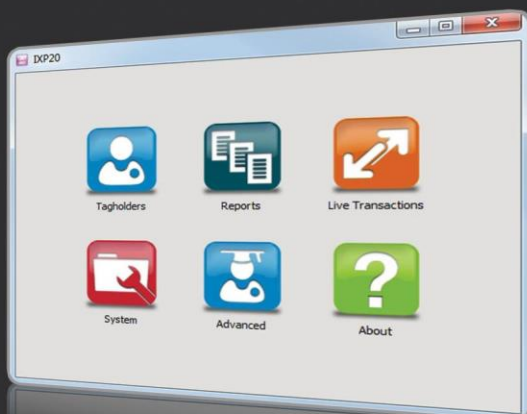 IXP20
Tagholders
Reports
Live Transactions
System
Advanced
About